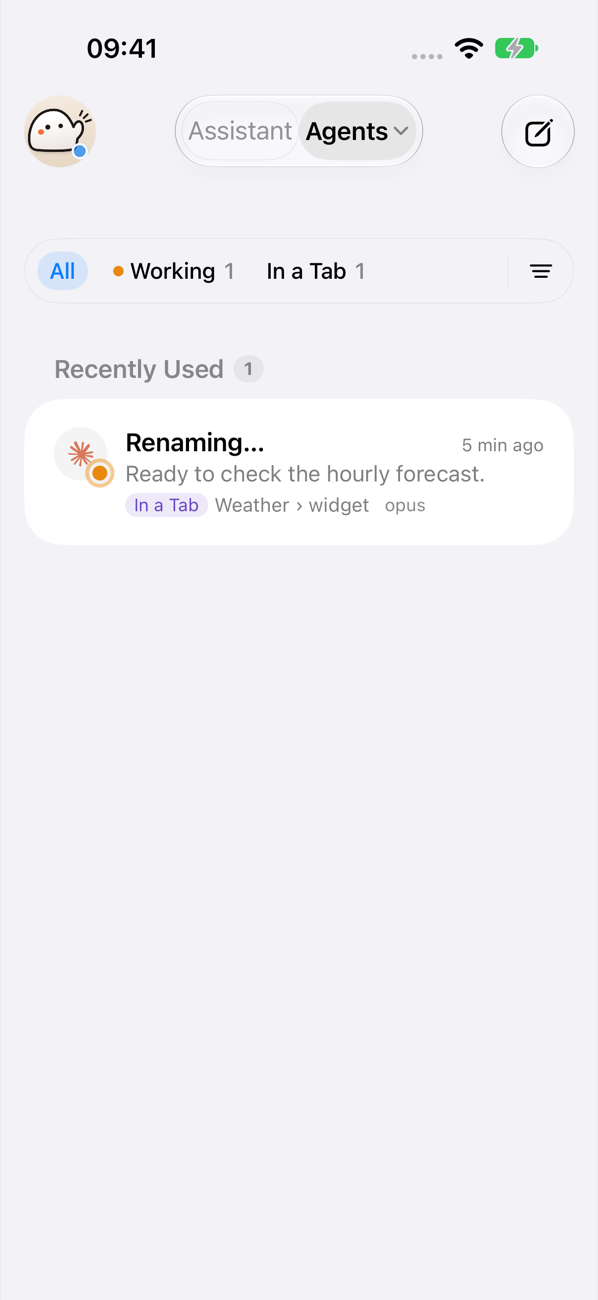 09:41
Assistant Agents
All Working 1 In a Tab 1
Recently Used 1
Renaming... 5 min ago
Ready to check the hourly forecast.
In a Tab Weather › widget opus